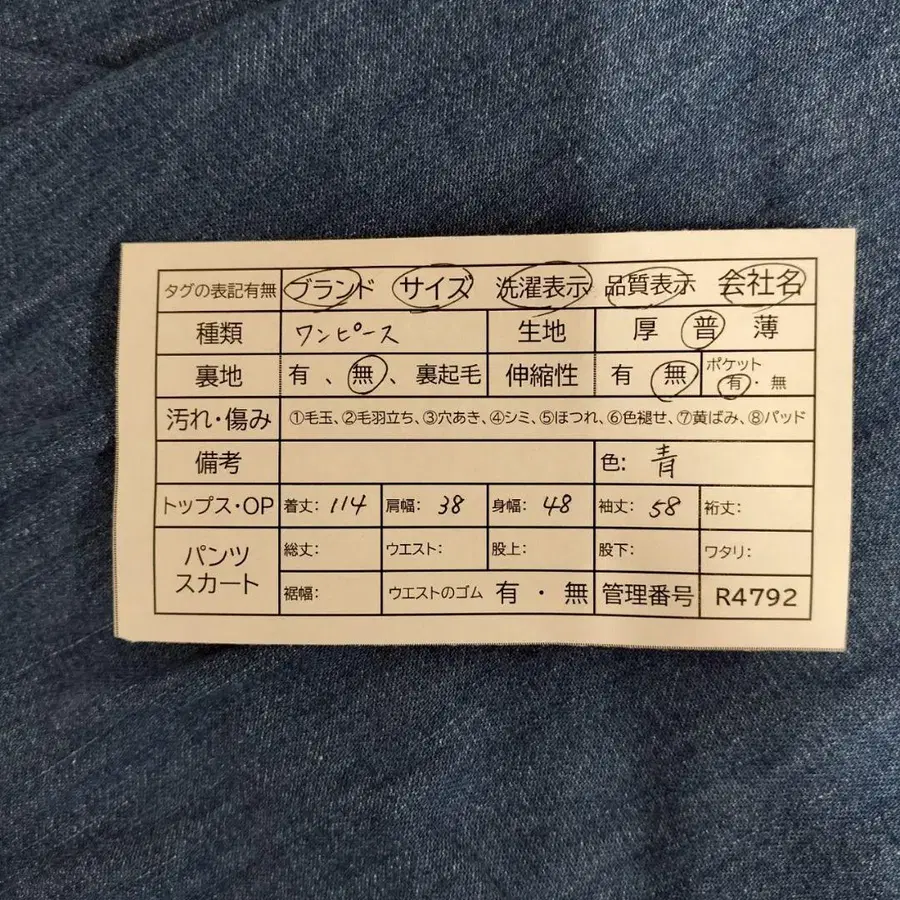 タグの表記有無 ブランド サイズ 洗濯表示 品質表示 会社名
種類 ワンピース 生地 厚 普 薄
裏地 有、無、裏起毛 伸縮性 有 無 ポケット 有・無
汚れ・傷み ①毛玉、②毛羽立ち、③穴あき、④シミ、⑤ほつれ、⑥色褪せ、⑦黄ばみ、⑧パッド
備考 色: 青
トップス・OP 着丈: 114 肩幅: 38 身幅: 48 袖丈: 58 裄丈:
パンツ スカート 総丈: ウエスト: 股上: 股下: ワタリ:
裾幅: ウエストのゴム 有・無 管理番号 R4792